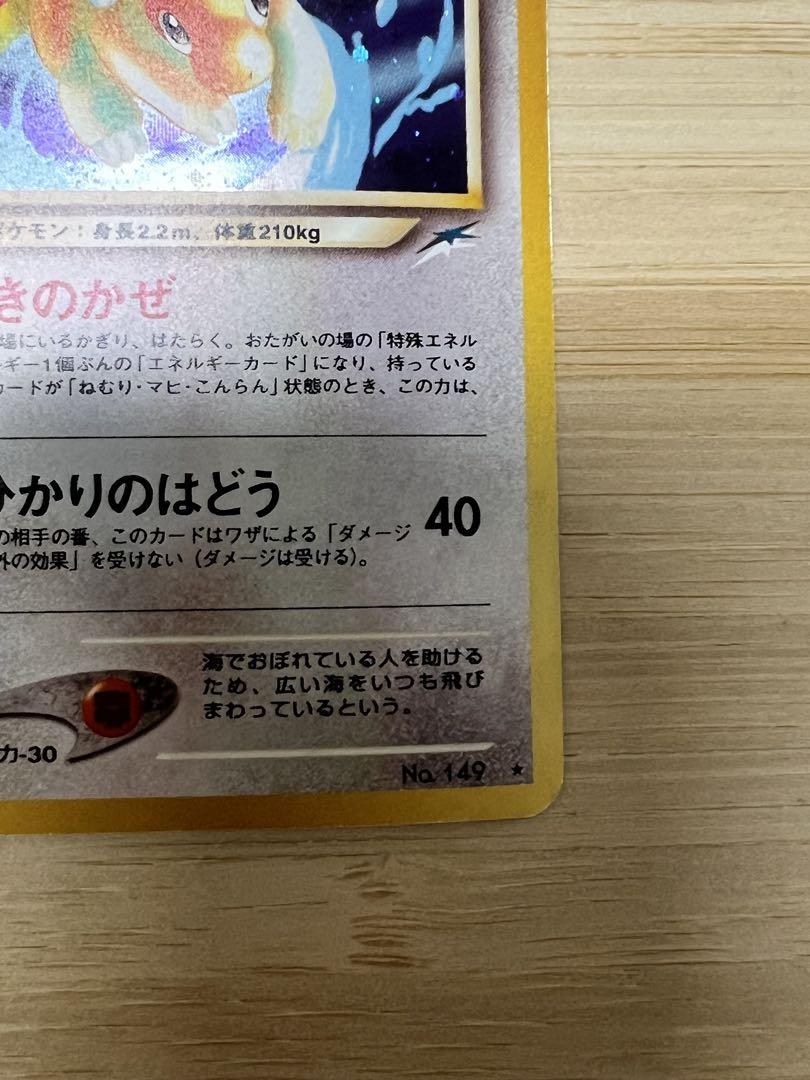 ポケモン：身長2.2m、体重210kg
きのかぜ
場にいるかぎり、はたらく。おたがいの場の「特殊エネル
ギー1個ぶんの「エネルギーカード」になり、持っている
カードが「ねむり・マヒ・こんらん」状態のとき、この力は、
ひかりのはどう
40
の相手の番、このカードはワザによる「ダメージ
外の効果」を受けない（ダメージは受ける）。
海でおぼれている人を助ける
ため、広い海をいつも飛び
まわっているという。
力-30
No.149 ★